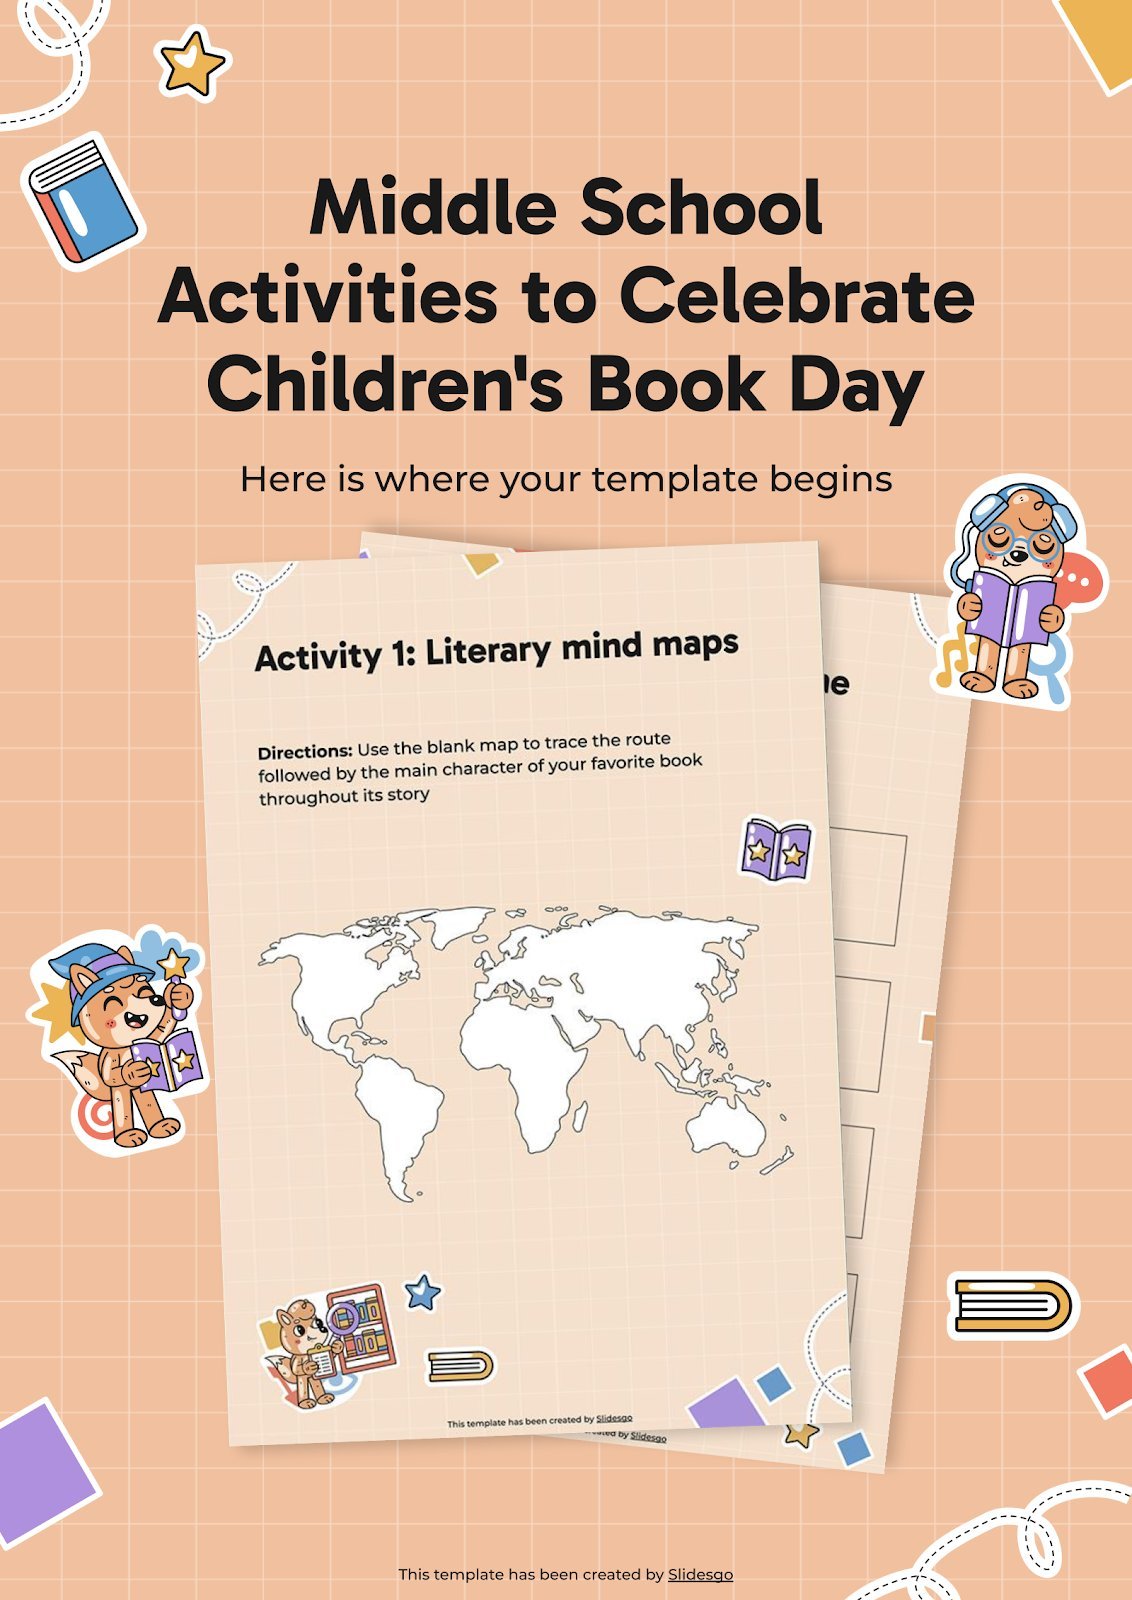 Middle School
Activities to Celebrate
Children's Book Day
Here is where your template begins
Activity 1: Literary mind maps
Directions: Use the blank map to trace the route
followed by the main character of your favorite book
throughout its story
This template has been created by Slidesgo
by Slidesgo
This template has been created by Slidesgo